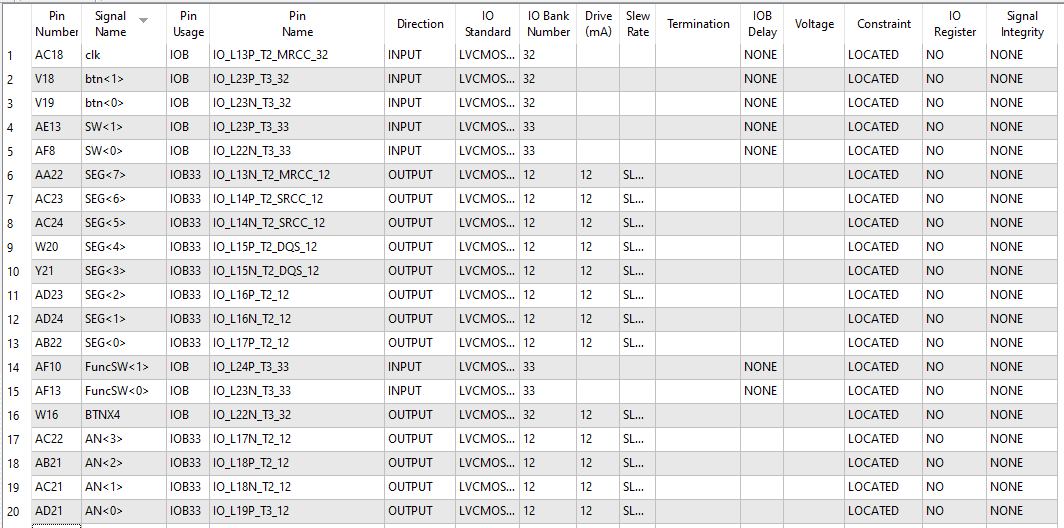 Pin Number Signal Name Pin Usage Pin Name Direction IO Standard IO Bank Number Drive (mA) Slew Rate Termination IOB Delay Voltage Constraint IO Register Signal Integrity
1 AC18 clk IOB IO_L13P_T2_MRCC_32 INPUT LVCMOS... 32 NONE LOCATED NO NONE
2 V18 btn<1> IOB IO_L23P_T3_32 INPUT LVCMOS... 32 NONE LOCATED NO NONE
3 V19 btn<0> IOB IO_L23N_T3_32 INPUT LVCMOS... 32 NONE LOCATED NO NONE
4 AE13 SW<1> IOB IO_L23P_T3_33 INPUT LVCMOS... 33 NONE LOCATED NO NONE
5 AF8 SW<0> IOB IO_L22N_T3_33 INPUT LVCMOS... 33 NONE LOCATED NO NONE
6 AA22 SEG<7> IOB33 IO_L13N_T2_MRCC_12 OUTPUT LVCMOS... 12 12 SL... LOCATED NO NONE
7 AC23 SEG<6> IOB33 IO_L14P_T2_SRCC_12 OUTPUT LVCMOS... 12 12 SL... LOCATED NO NONE
8 AC24 SEG<5> IOB33 IO_L14N_T2_SRCC_12 OUTPUT LVCMOS... 12 12 SL... LOCATED NO NONE
9 W20 SEG<4> IOB33 IO_L15P_T2_DQS_12 OUTPUT LVCMOS... 12 12 SL... LOCATED NO NONE
10 Y21 SEG<3> IOB33 IO_L15N_T2_DQS_12 OUTPUT LVCMOS... 12 12 SL... LOCATED NO NONE
11 AD23 SEG<2> IOB33 IO_L16P_T2_12 OUTPUT LVCMOS... 12 12 SL... LOCATED NO NONE
12 AD24 SEG<1> IOB33 IO_L16N_T2_12 OUTPUT LVCMOS... 12 12 SL... LOCATED NO NONE
13 AB22 SEG<0> IOB33 IO_L17P_T2_12 OUTPUT LVCMOS... 12 12 SL... LOCATED NO NONE
14 AF10 FuncSW<1> IOB IO_L24P_T3_33 INPUT LVCMOS... 33 NONE LOCATED NO NONE
15 AF13 FuncSW<0> IOB IO_L23N_T3_33 INPUT LVCMOS... 33 NONE LOCATED NO NONE
16 W16 BTNX4 IOB IO_L22N_T3_32 OUTPUT LVCMOS... 32 12 SL... LOCATED NO NONE
17 AC22 AN<3> IOB33 IO_L17N_T2_12 OUTPUT LVCMOS... 12 12 SL... LOCATED NO NONE
18 AB21 AN<2> IOB33 IO_L18P_T2_12 OUTPUT LVCMOS... 12 12 SL... LOCATED NO NONE
19 AC21 AN<1> IOB33 IO_L18N_T2_12 OUTPUT LVCMOS... 12 12 SL... LOCATED NO NONE
20 AD21 AN<0> IOB33 IO_L19P_T3_12 OUTPUT LVCMOS... 12 12 SL... LOCATED NO NONE